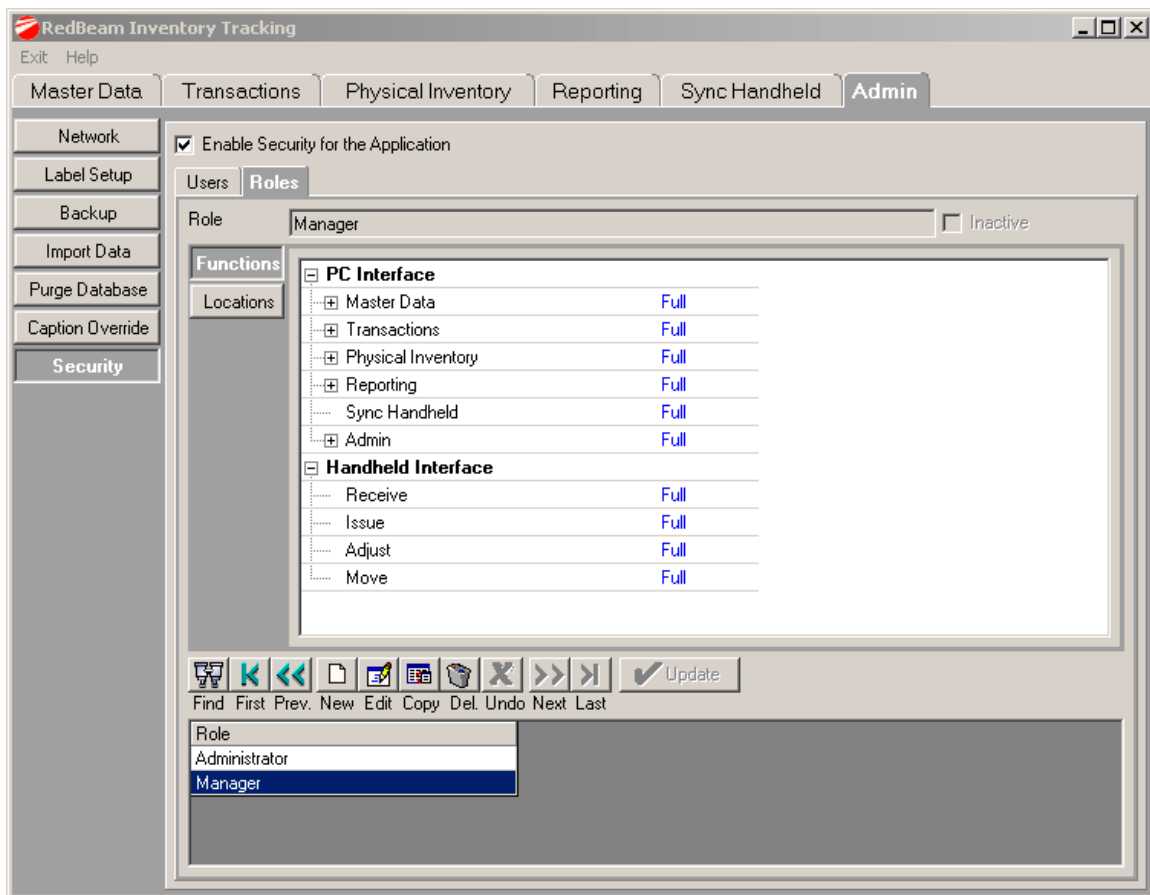 RedBeam Inventory Tracking
Exit Help
Master Data Transactions Physical Inventory Reporting Sync Handheld Admin
Network
Label Setup
Backup
Import Data
Purge Database
Caption Override
Security
Enable Security for the Application
Users Roles
Role Manager Inactive
Functions
Locations
PC Interface
Master Data Full
Transactions Full
Physical Inventory Full
Reporting Full
Sync Handheld Full
Admin Full
Handheld Interface
Receive Full
Issue Full
Adjust Full
Move Full
Update
Find First Prev. New Edit Copy Del. Undo Next Last
Role
Administrator
Manager